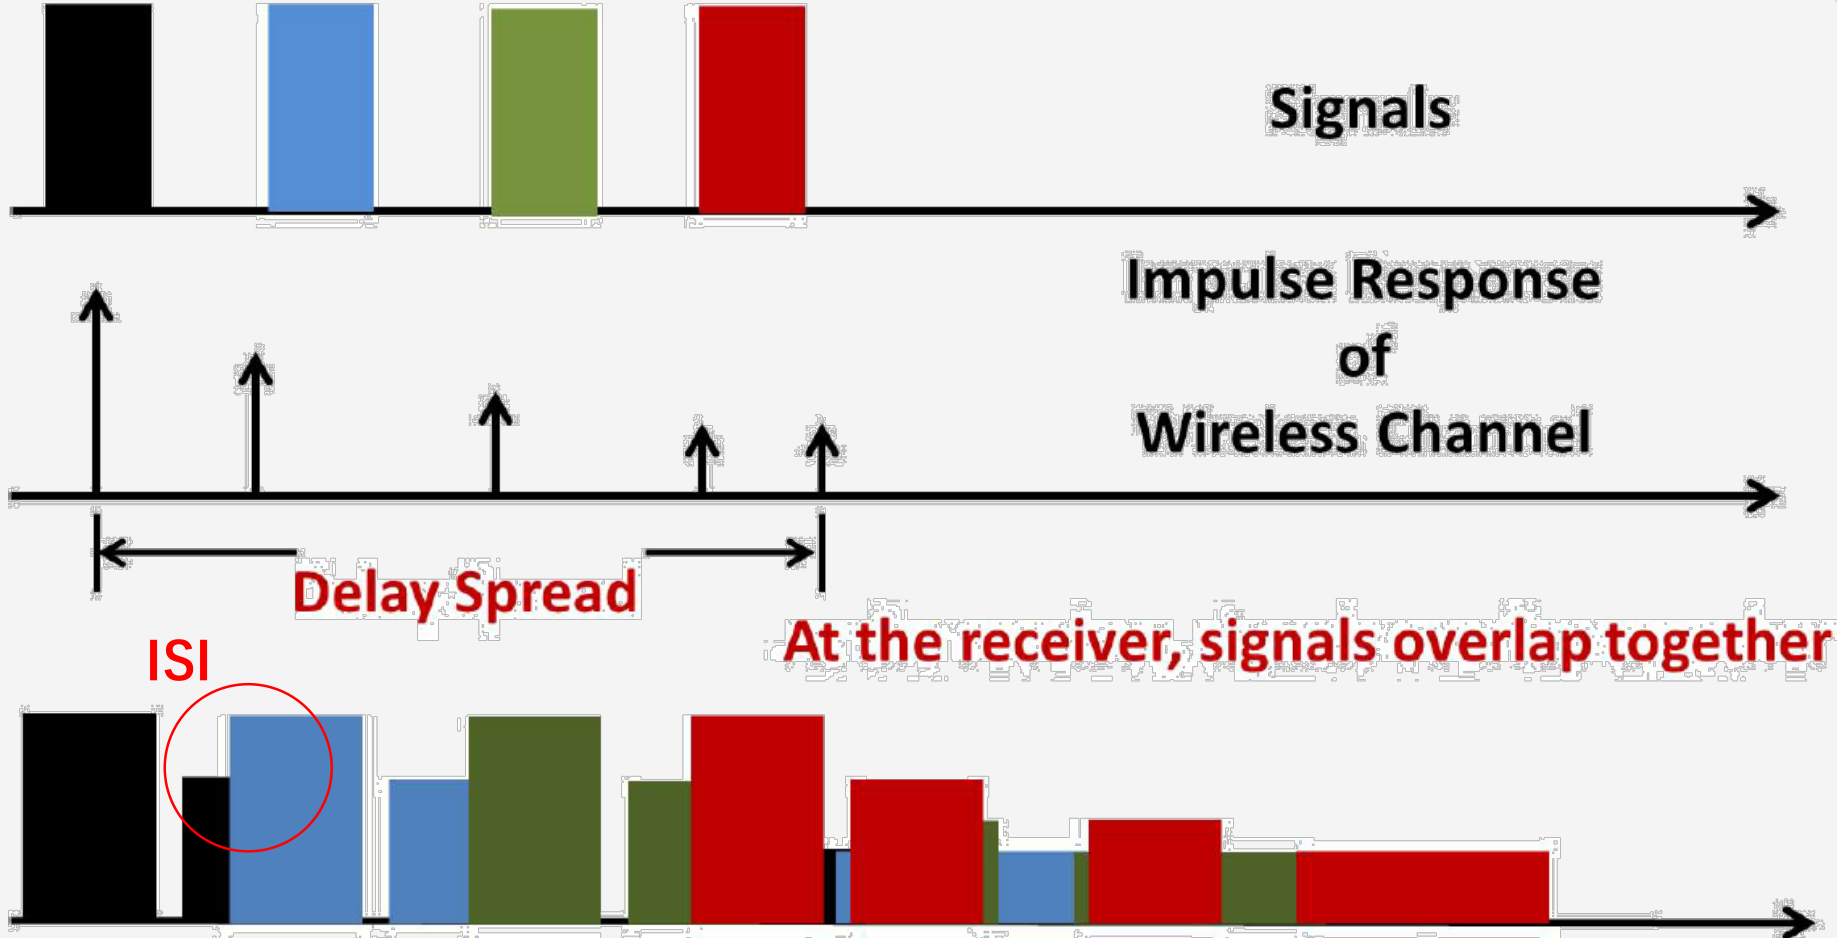 Signals
Impulse Response
of
Wireless Channel
Delay Spread
At the receiver, signals overlap together
ISI